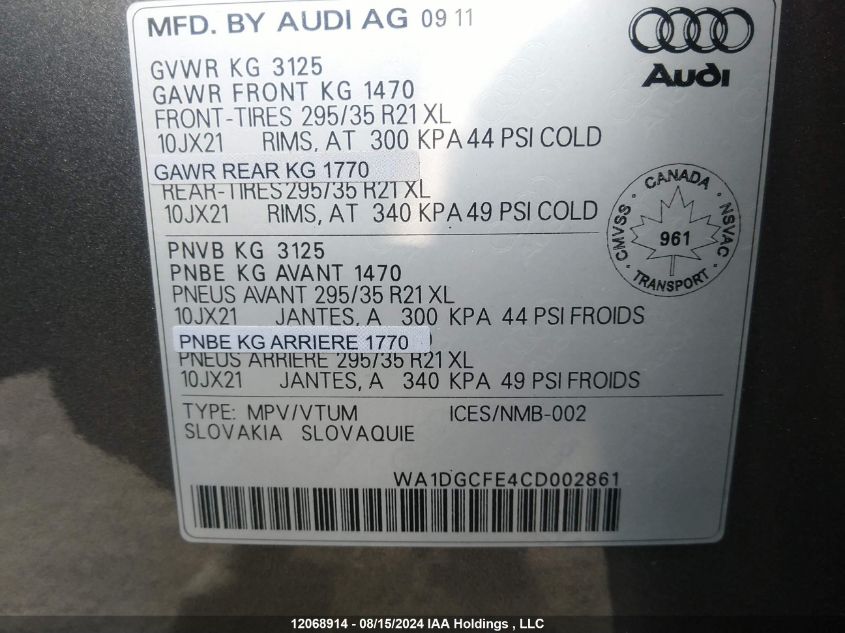 MFD. BY AUDI AG 09 11
Audi
GVWR KG 3125
GAWR FRONT KG 1470
FRONT-TIRES 295/35 R21 XL
10JX21 RIMS, AT 300 KPA 44 PSI COLD
GAWR REAR KG 1770
REAR-TIRES 295/35 R21 XL
10JX21 RIMS, AT 340 KPA 49 PSI COLD
CANADA
CMVSS
NSVAC
961
TRANSPORT
PNVB KG 3125
PNBE KG AVANT 1470
PNEUS AVANT 295/35 R21 XL
10JX21 JANTES, A 300 KPA 44 PSI FROIDS
PNBE KG ARRIERE 1770
PNEUS ARRIERE 295/35 R21 XL
10JX21 JANTES, A 340 KPA 49 PSI FROIDS
TYPE: MPV/VTUM ICES/NMB-002
SLOVAKIA SLOVAQUIE
WA1DGCFE4CD002861
12068914 - 08/15/2024 IAA Holdings , LLC